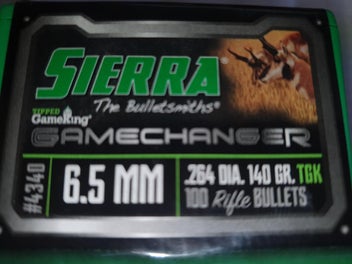 SIERRA
The Bulletsmiths®
TIPPED
GameKing®
GAMECHANGER
#4340
6.5 MM
.264 DIA. 140 GR. TGK
100 Rifle BULLETS